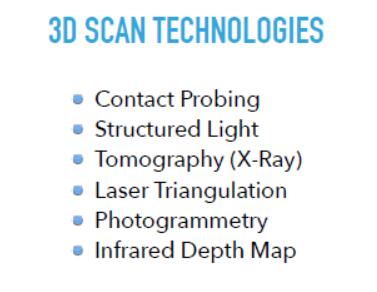 3D SCAN TECHNOLOGIES
• Contact Probing
• Structured Light
• Tomography (X-Ray)
• Laser Triangulation
• Photogrammetry
• Infrared Depth Map